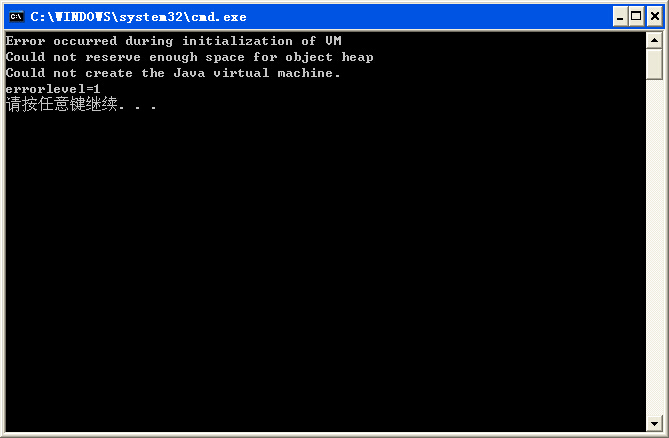 C:\WINDOWS\system32\cmd.exe
Error occurred during initialization of VM
Could not reserve enough space for object heap
Could not create the Java virtual machine.
errorlevel=1
请按任意键继续. . .